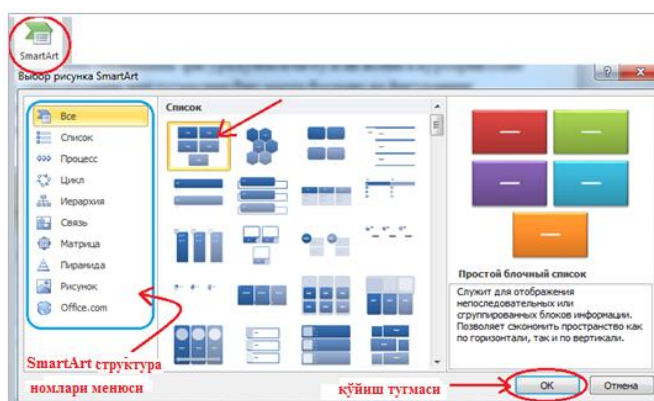 SmartArt
Выбор рисунка SmartArt
Все
Список
Процесс
Цикл
Иерархия
Связь
Матрица
Пирамида
Рисунок
Office.com
Список
Простой блочный список
Служит для отображения
непоследовательных или
сгруппированных блоков информации.
Позволяет сэкономить пространство как
по горизонтали, так и по вертикали.
SmartArt структура
номлари менюси
қўйиш тугмаси
ОК
Отмена